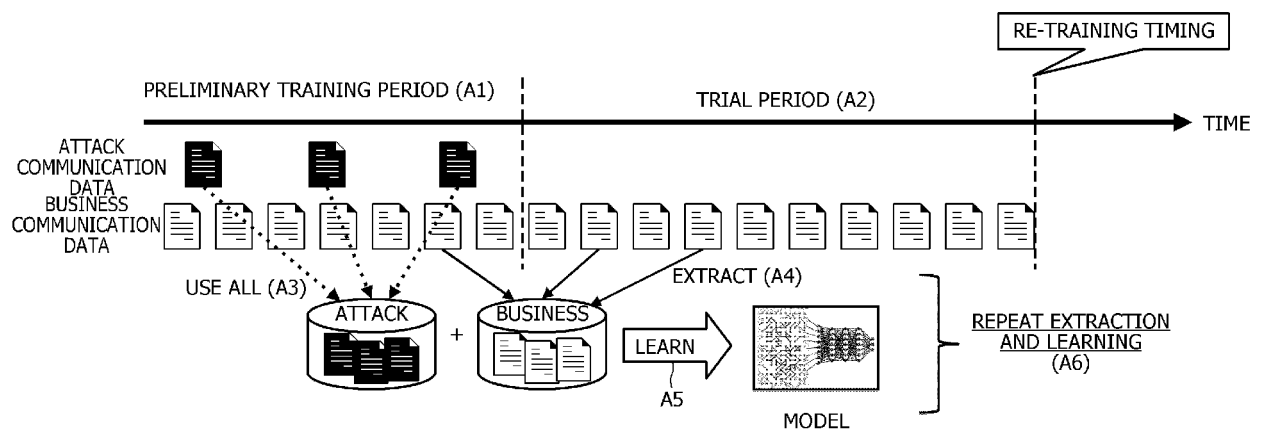 RE-TRAINING TIMING
PRELIMINARY TRAINING PERIOD (A1)
TRIAL PERIOD (A2)
TIME
ATTACK
COMMUNICATION
DATA
BUSINESS
COMMUNICATION
DATA
USE ALL (A3)
EXTRACT (A4)
ATTACK
+
BUSINESS
LEARN
A5
MODEL
REPEAT EXTRACTION
AND LEARNING
(A6)